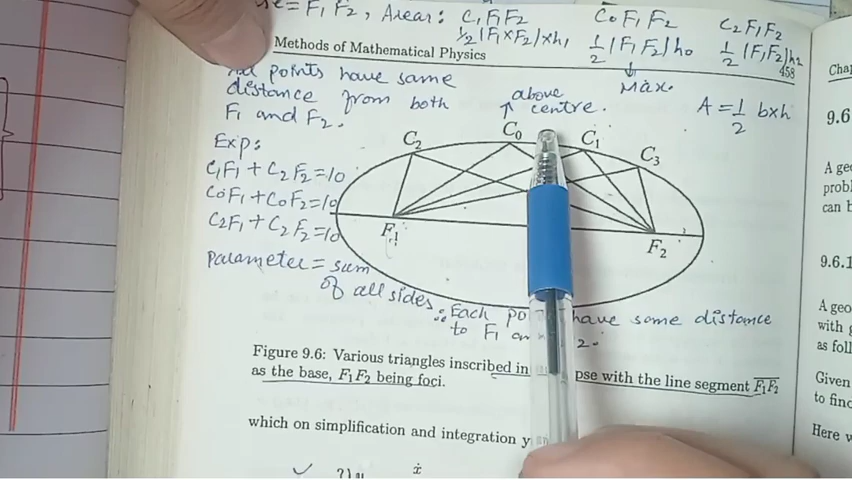 = F₁F₂, Area: C₁F₁F₂ C₀F₁F₂ C₂F₁F₂
½(F₁×F₂)×h₁ ½(F₁F₂)h₀ ½(F₁F₂)h₂
Methods of Mathematical Physics 458
Max.
points have same
distance from both
F₁ and F₂.
above
centre.
A = ½ b×h
Exp:
C₁F₁ + C₂F₂ = 10
C₀F₁ + C₀F₂ = 10
C₂F₁ + C₂F₂ = 10
C₂ C₀ C₁ C₃
F₁ F₂
Parameter = sum
of all sides.
∴ Each have same distance
to F₁
Figure 9.6: Various triangles inscribed in pse with the line segment F₁F₂
as the base, F₁F₂ being foci.
which on simplification and integration y
ẋ
Cha
9.6
A geo
prob
can b
9.6.1
A geo
with
as foll
Given
to find
Here w